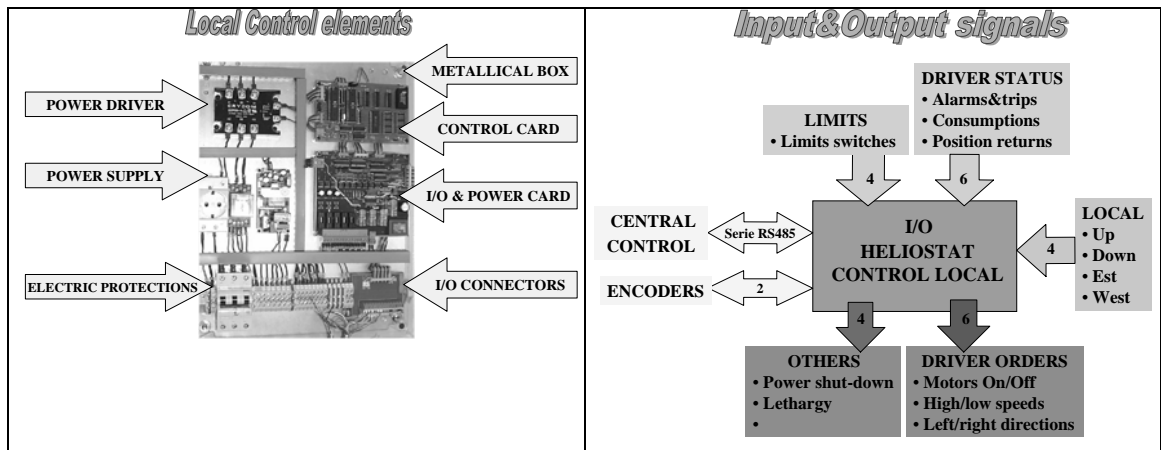 Local Control elements
METALLICAL BOX
POWER DRIVER
CONTROL CARD
POWER SUPPLY
I/O & POWER CARD
ELECTRIC PROTECTIONS
I/O CONNECTORS
Input&Output signals
DRIVER STATUS
• Alarms&trips
• Consumptions
• Position returns
LIMITS
• Limits switches
4
6
CENTRAL
CONTROL
Serie RS485
I/O
HELIOSTAT
CONTROL LOCAL
4
LOCAL
• Up
• Down
• Est
• West
ENCODERS
2
4
6
OTHERS
• Power shut-down
• Lethargy
•
DRIVER ORDERS
• Motors On/Off
• High/low speeds
• Left/right directions